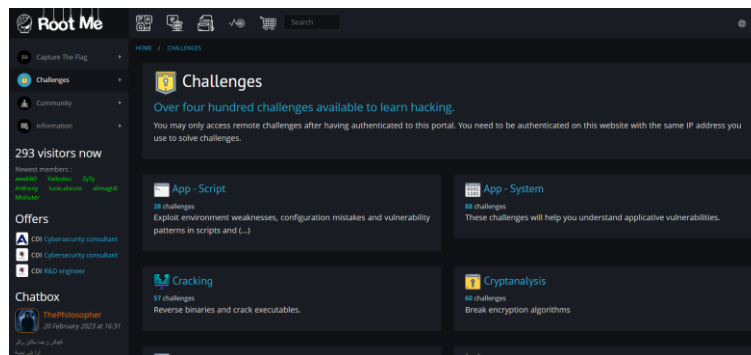 Root Me
Search
HOME / CHALLENGES
Capture The Flag
Challenges
Community
Information
293 visitors now
Newest members :
Anthony
Mishuter
Offers
CDI Cybersecurity consultant
CDI Cybersecurity consultant
CDI R&D engineer
Chatbox
ThePhilosopher
20 February 2023 at 16:31
Challenges
Over four hundred challenges available to learn hacking.
You may only access remote challenges after having authenticated to this portal. You need to be authenticated on this website with the same IP address you
use to solve challenges.
App - Script
28 challenges
Exploit environment weaknesses, configuration mistakes and vulnerability
patterns in scripts and (...)
App - System
88 challenges
These challenges will help you understand applicative vulnerabilities.
Cracking
57 challenges
Reverse binaries and crack executables.
Cryptanalysis
60 challenges
Break encryption algorithms